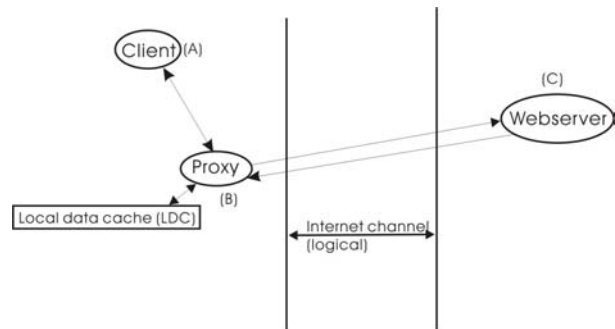 Client (A)
(C)
Webserver
Proxy
(B)
Local data cache (LDC)
Internet channel
(logical)